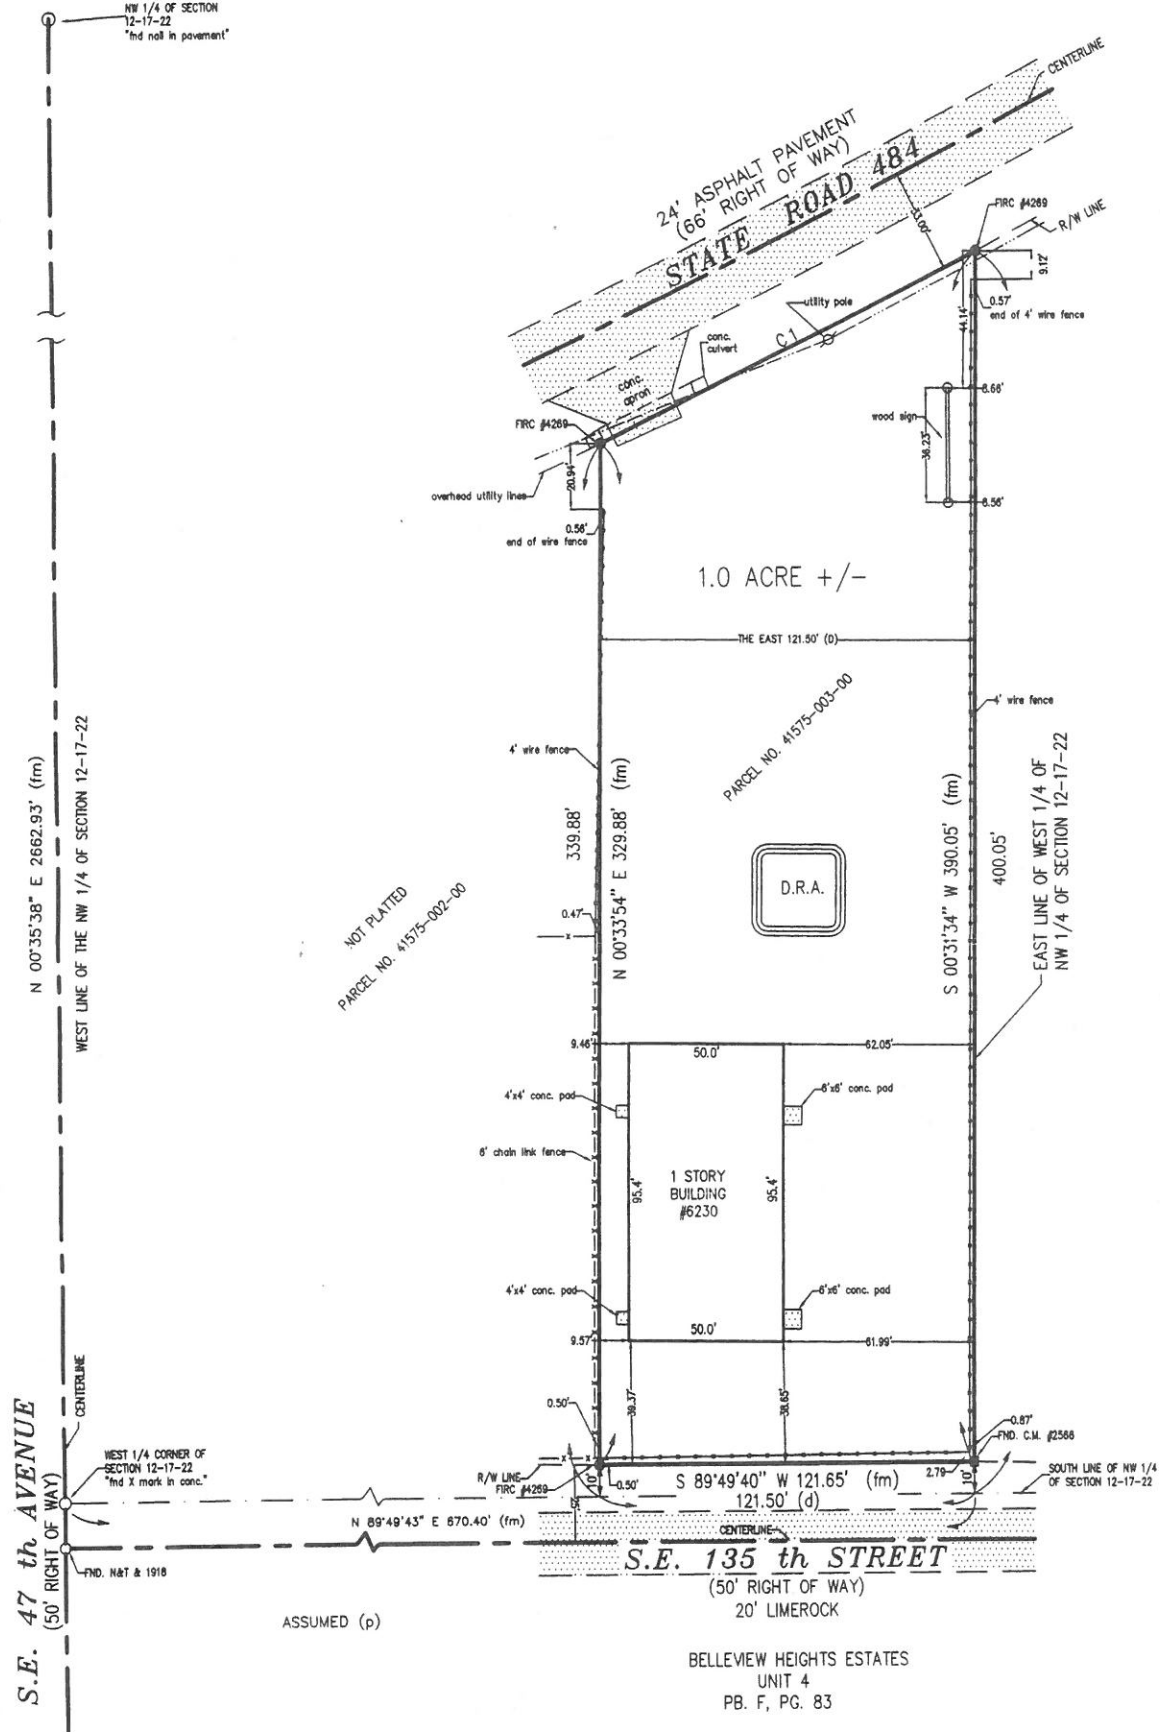 NW 1/4 OF SECTION
12-17-22
"fnd nail in pavement"
CENTERLINE
24' ASPHALT PAVEMENT
(66' RIGHT OF WAY)
STATE ROAD 484
33.00'
FIRC #4269
R/W LINE
9.12'
0.57'
end of 4' wire fence
44.14'
utility pole
C1
conc.
culvert
conc.
apron
FIRC #4269
20.94'
overhead utility lines
0.56'
end of wire fence
6.66'
wood sign
36.23'
6.56'
1.0 ACRE +/-
THE EAST 121.50' (D)
4' wire fence
PARCEL NO. 41575-003-00
4' wire fence
N 00°35'38" E 2662.93' (fm)
WEST LINE OF THE NW 1/4 OF SECTION 12-17-22
339.88'
N 00°33'54" E 329.88' (fm)
S 00°31'34" W 390.05' (fm)
400.05'
EAST LINE OF WEST 1/4 OF
NW 1/4 OF SECTION 12-17-22
D.R.A.
0.47'
x
NOT PLATTED
PARCEL NO. 41575-002-00
9.46'
50.0'
62.05'
4'x4' conc. pad
6'x6' conc. pad
6' chain link fence
95.4'
1 STORY
BUILDING
#6230
95.4'
4'x4' conc. pad
6'x6' conc. pad
9.57'
50.0'
61.99'
39.37'
38.65'
0.50'
0.87'
FND. C.M. #2566
CENTERLINE
S.E. 47 th AVENUE
(50' RIGHT OF WAY)
WEST 1/4 CORNER OF
SECTION 12-17-22
"fnd X mark in conc."
R/W LINE
FIRC #4269
10'
0.50'
S 89°49'40" W 121.65' (fm)
121.50' (d)
2.79
10'
SOUTH LINE OF NW 1/4
OF SECTION 12-17-22
N 89°49'43" E 670.40' (fm)
CENTERLINE
S.E. 135 th STREET
(50' RIGHT OF WAY)
20' LIMEROCK
FND. N&T & 1918
ASSUMED (p)
BELLEVIEW HEIGHTS ESTATES
UNIT 4
PB. F, PG. 83